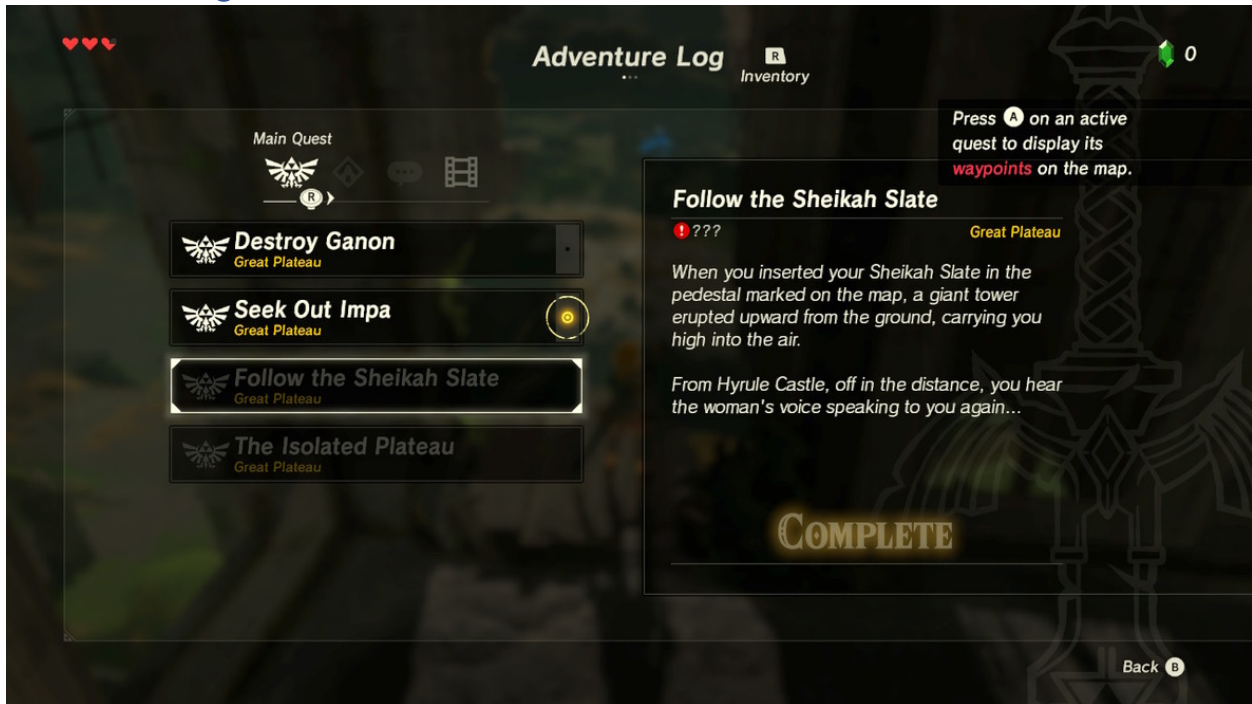 Adventure Log
R
Inventory
0
Press A on an active
quest to display its
waypoints on the map.
Main Quest
R
Destroy Ganon
Great Plateau
Seek Out Impa
Great Plateau
Follow the Sheikah Slate
Great Plateau
The Isolated Plateau
Great Plateau
Follow the Sheikah Slate
! ???
Great Plateau
When you inserted your Sheikah Slate in the
pedestal marked on the map, a giant tower
erupted upward from the ground, carrying you
high into the air.
From Hyrule Castle, off in the distance, you hear
the woman's voice speaking to you again...
COMPLETE
Back B